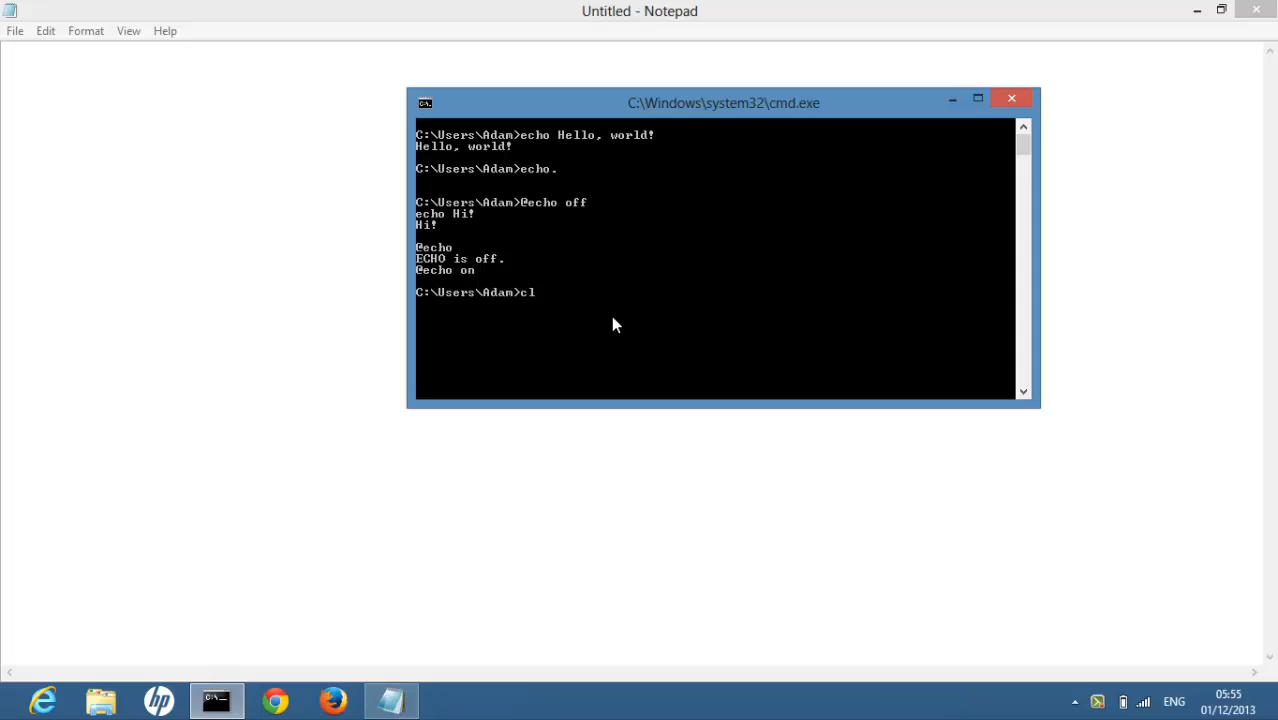 Untitled - Notepad
File Edit Format View Help
C:\Windows\system32\cmd.exe
C:\Users\Adam>echo Hello, world!
Hello, world!
C:\Users\Adam>echo.
C:\Users\Adam>@echo off
echo Hi!
Hi!
@echo
ECHO is off.
@echo on
C:\Users\Adam>cl
ENG
05:55
01/12/2013